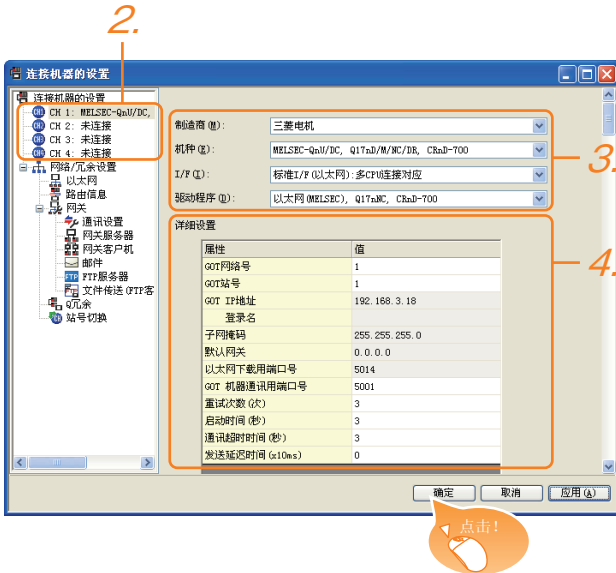 2.
连接机器的设置
连接机器的设置
CH 1: MELSEC-QnU/DC,
CH 2: 未连接
CH 3: 未连接
CH 4: 未连接
网络/冗余设置
以太网
路由信息
网关
通讯设置
网关服务器
网关客户机
邮件
FTP服务器
文件传送(FTP客
Q冗余
站号切换
制造商(M):
三菱电机
机种(E):
MELSEC-QnU/DC, Q17nD/M/NC/DR, CRnD-700
I/F(I):
标准I/F(以太网):多CPU连接对应
驱动程序(D):
以太网(MELSEC), Q17nNC, CRnD-700
3.
详细设置
属性 值
GOT网络号 1
GOT站号 1
GOT IP地址 192.168.3.18
登录名
子网掩码 255.255.255.0
默认网关 0.0.0.0
以太网下载用端口号 5014
GOT 机器通讯用端口号 5001
重试次数(次) 3
启动时间(秒) 3
通讯超时时间(秒) 3
发送延迟时间(x10ms) 0
4.
确定 取消 应用(A)
点击!